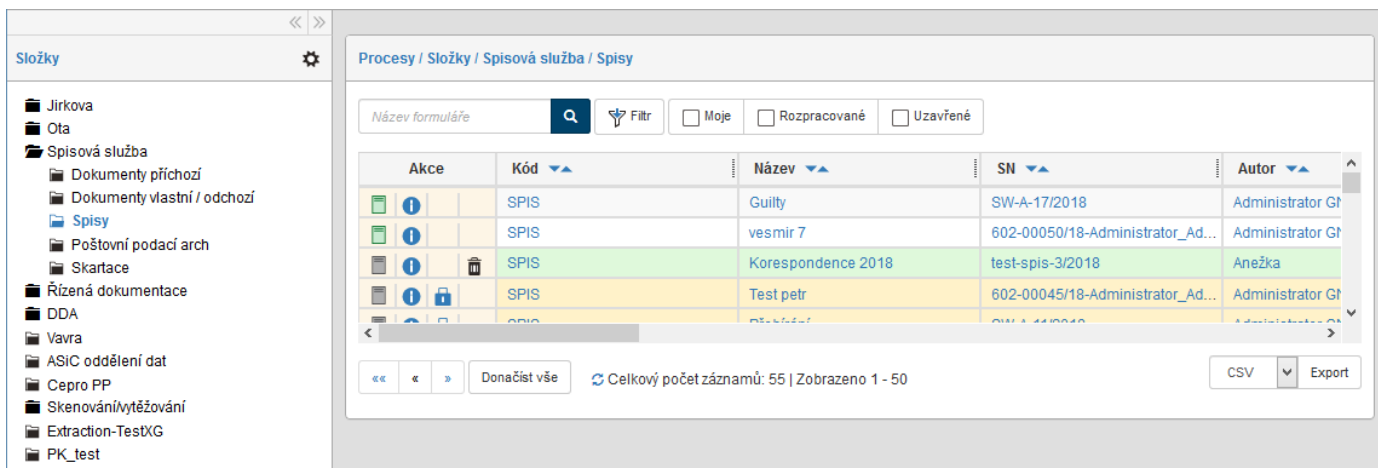 Složky
Jirkova
Ota
Spisová služba
Dokumenty příchozí
Dokumenty vlastní / odchozí
Spisy
Poštovní podací arch
Skartace
Řízená dokumentace
DDA
Vavra
ASiC oddělení dat
Cepro PP
Skenování/vytěžování
Extraction-TestXG
PK_test
Procesy / Složky / Spisová služba / Spisy
Název formuláře Filtr Moje Rozpracované Uzavřené
Akce Kód Název SN Autor
SPIS Guilty SW-A-17/2018 Administrator
SPIS vesmir 7 602-00050/18-Administrator_Ad... Administrator
SPIS Korespondence 2018 test-spis-3/2018 Anežka
SPIS Test petr 602-00045/18-Administrator_Ad... Administrator
«« « » Donačíst vše Celkový počet záznamů: 55 | Zobrazeno 1 - 50 CSV Export